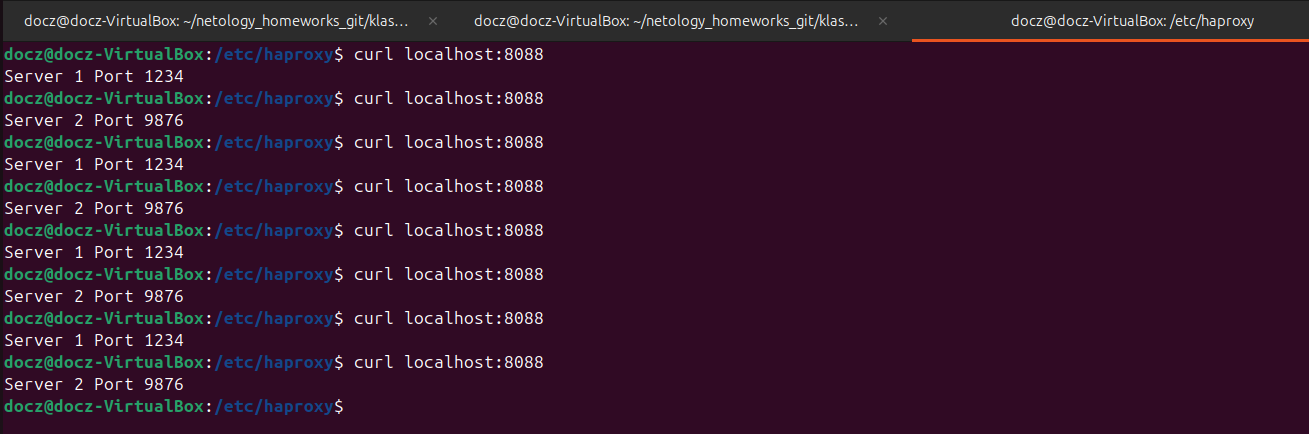 docz@docz-VirtualBox: ~/netology_homeworks_git/klas... × docz@docz-VirtualBox: ~/netology_homeworks_git/klas... × docz@docz-VirtualBox: /etc/haproxy
docz@docz-VirtualBox:/etc/haproxy$ curl localhost:8088
Server 1 Port 1234
docz@docz-VirtualBox:/etc/haproxy$ curl localhost:8088
Server 2 Port 9876
docz@docz-VirtualBox:/etc/haproxy$ curl localhost:8088
Server 1 Port 1234
docz@docz-VirtualBox:/etc/haproxy$ curl localhost:8088
Server 2 Port 9876
docz@docz-VirtualBox:/etc/haproxy$ curl localhost:8088
Server 1 Port 1234
docz@docz-VirtualBox:/etc/haproxy$ curl localhost:8088
Server 2 Port 9876
docz@docz-VirtualBox:/etc/haproxy$ curl localhost:8088
Server 1 Port 1234
docz@docz-VirtualBox:/etc/haproxy$ curl localhost:8088
Server 2 Port 9876
docz@docz-VirtualBox:/etc/haproxy$